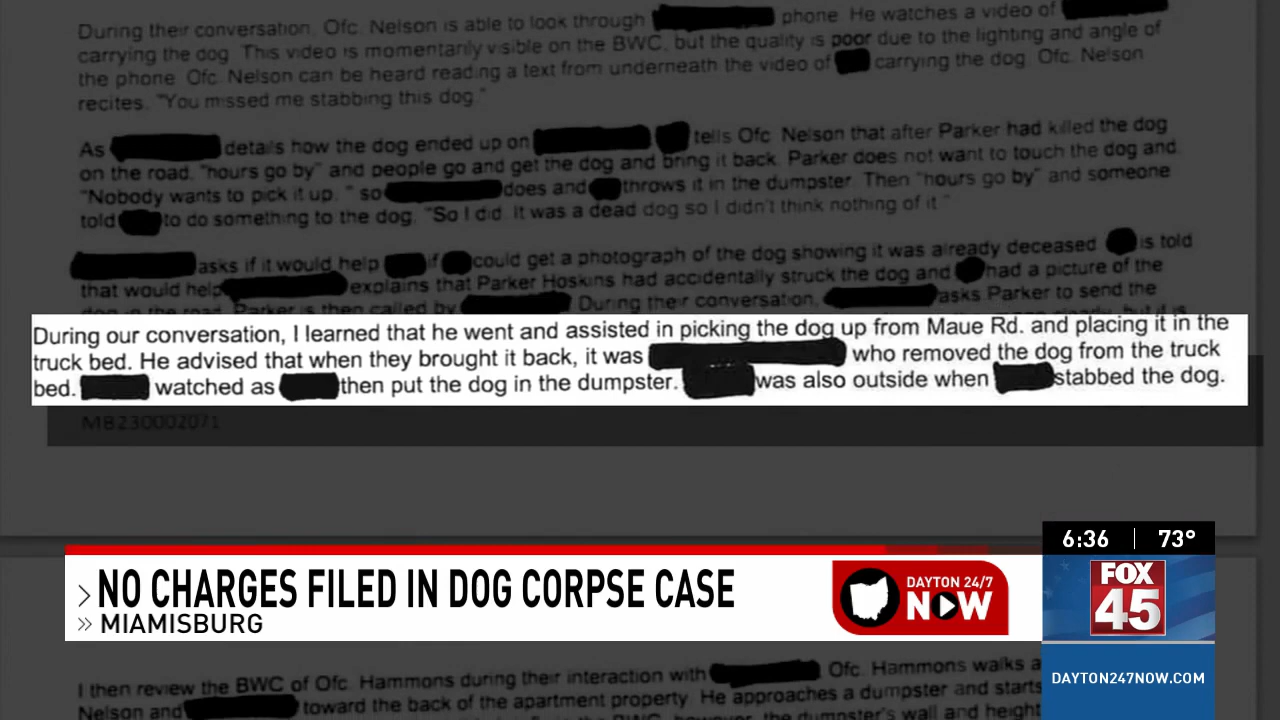 During their conversation, Ofc. Nelson is able to look through phone. He watches a video of
carrying the dog. This video is momentarily visible on the BWC, but the quality is poor due to the lighting and angle of
the phone. Ofc. Nelson can be heard reading a text from underneath the video of carrying the dog. Ofc. Nelson
recites, "You missed me stabbing this dog."
As details how the dog ended up on tells Ofc. Nelson that after Parker had killed the dog
on the road, "hours go by" and people go and get the dog and bring it back. Parker does not want to touch the dog and,
"Nobody wants to pick it up. " so does and throws it in the dumpster. Then "hours go by" and someone
told to do something to the dog. "So I did. It was a dead dog so I didn't think nothing of it."
asks if it would help if could get a photograph of the dog showing it was already deceased. is told
that would help. explains that Parker Hoskins had accidentally struck the dog and had a picture of the
dog in the road. Parker is then called by During their conversation, asks Parker to send the
During our conversation, I learned that he went and assisted in picking the dog up from Maue Rd. and placing it in the
truck bed. He advised that when they brought it back, it was who removed the dog from the truck
bed. watched as then put the dog in the dumpster. was also outside when stabbed the dog.
MB230002071
NO CHARGES FILED IN DOG CORPSE CASE
MIAMISBURG
DAYTON 24/7
NOW
6:36 73°
FOX
45
DAYTON247NOW.COM
I then review the BWC of Ofc. Hammons during their interaction with Ofc. Hammons walks
Nelson and toward the back of the apartment property. He approaches a dumpster and starts
the dumpster's wall and height